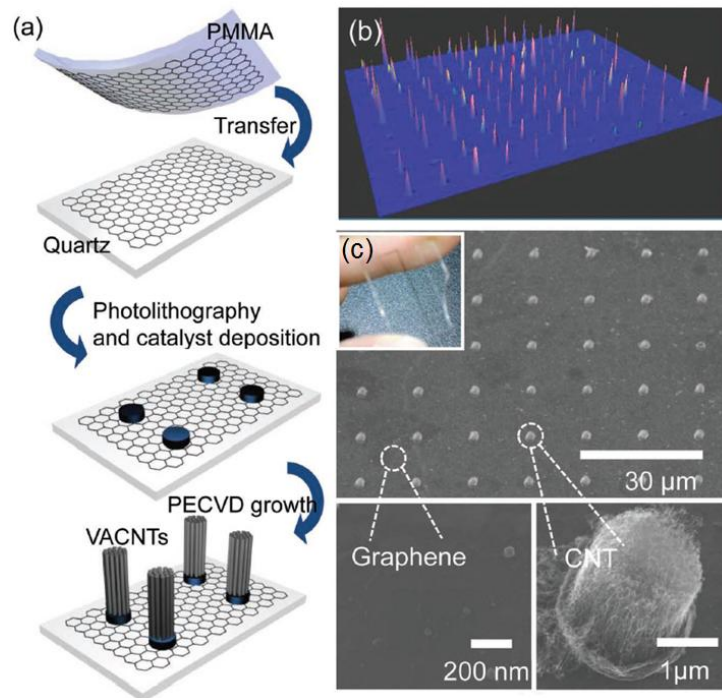 (a)
PMMA
Transfer
Quartz
Photolithography
and catalyst deposition
PECVD growth
VACNTs
(b)
(c)
30 µm
Graphene
CNT
200 nm
1µm